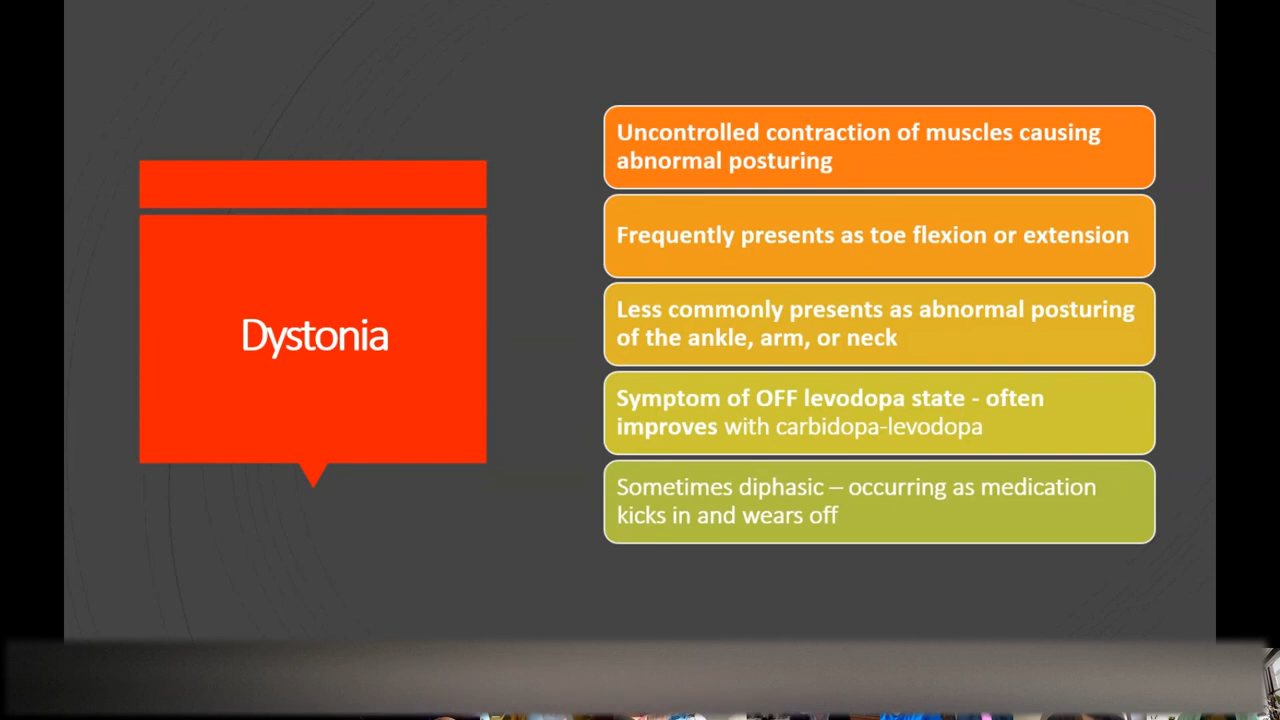 Dystonia
Uncontrolled contraction of muscles causing
abnormal posturing
Frequently presents as toe flexion or extension
Less commonly presents as abnormal posturing
of the ankle, arm, or neck
Symptom of OFF levodopa state - often
improves with carbidopa-levodopa
Sometimes diphasic – occurring as medication
kicks in and wears off